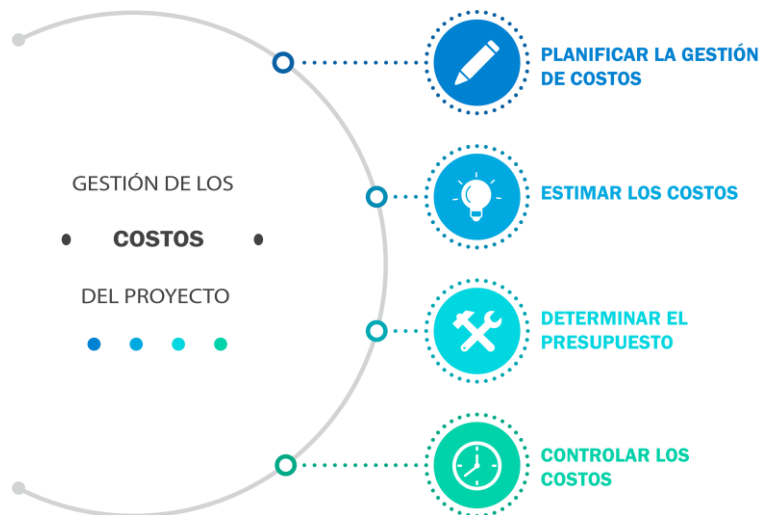 GESTIÓN DE LOS
COSTOS
DEL PROYECTO
PLANIFICAR LA GESTIÓN
DE COSTOS
ESTIMAR LOS COSTOS
DETERMINAR EL
PRESUPUESTO
CONTROLAR LOS
COSTOS